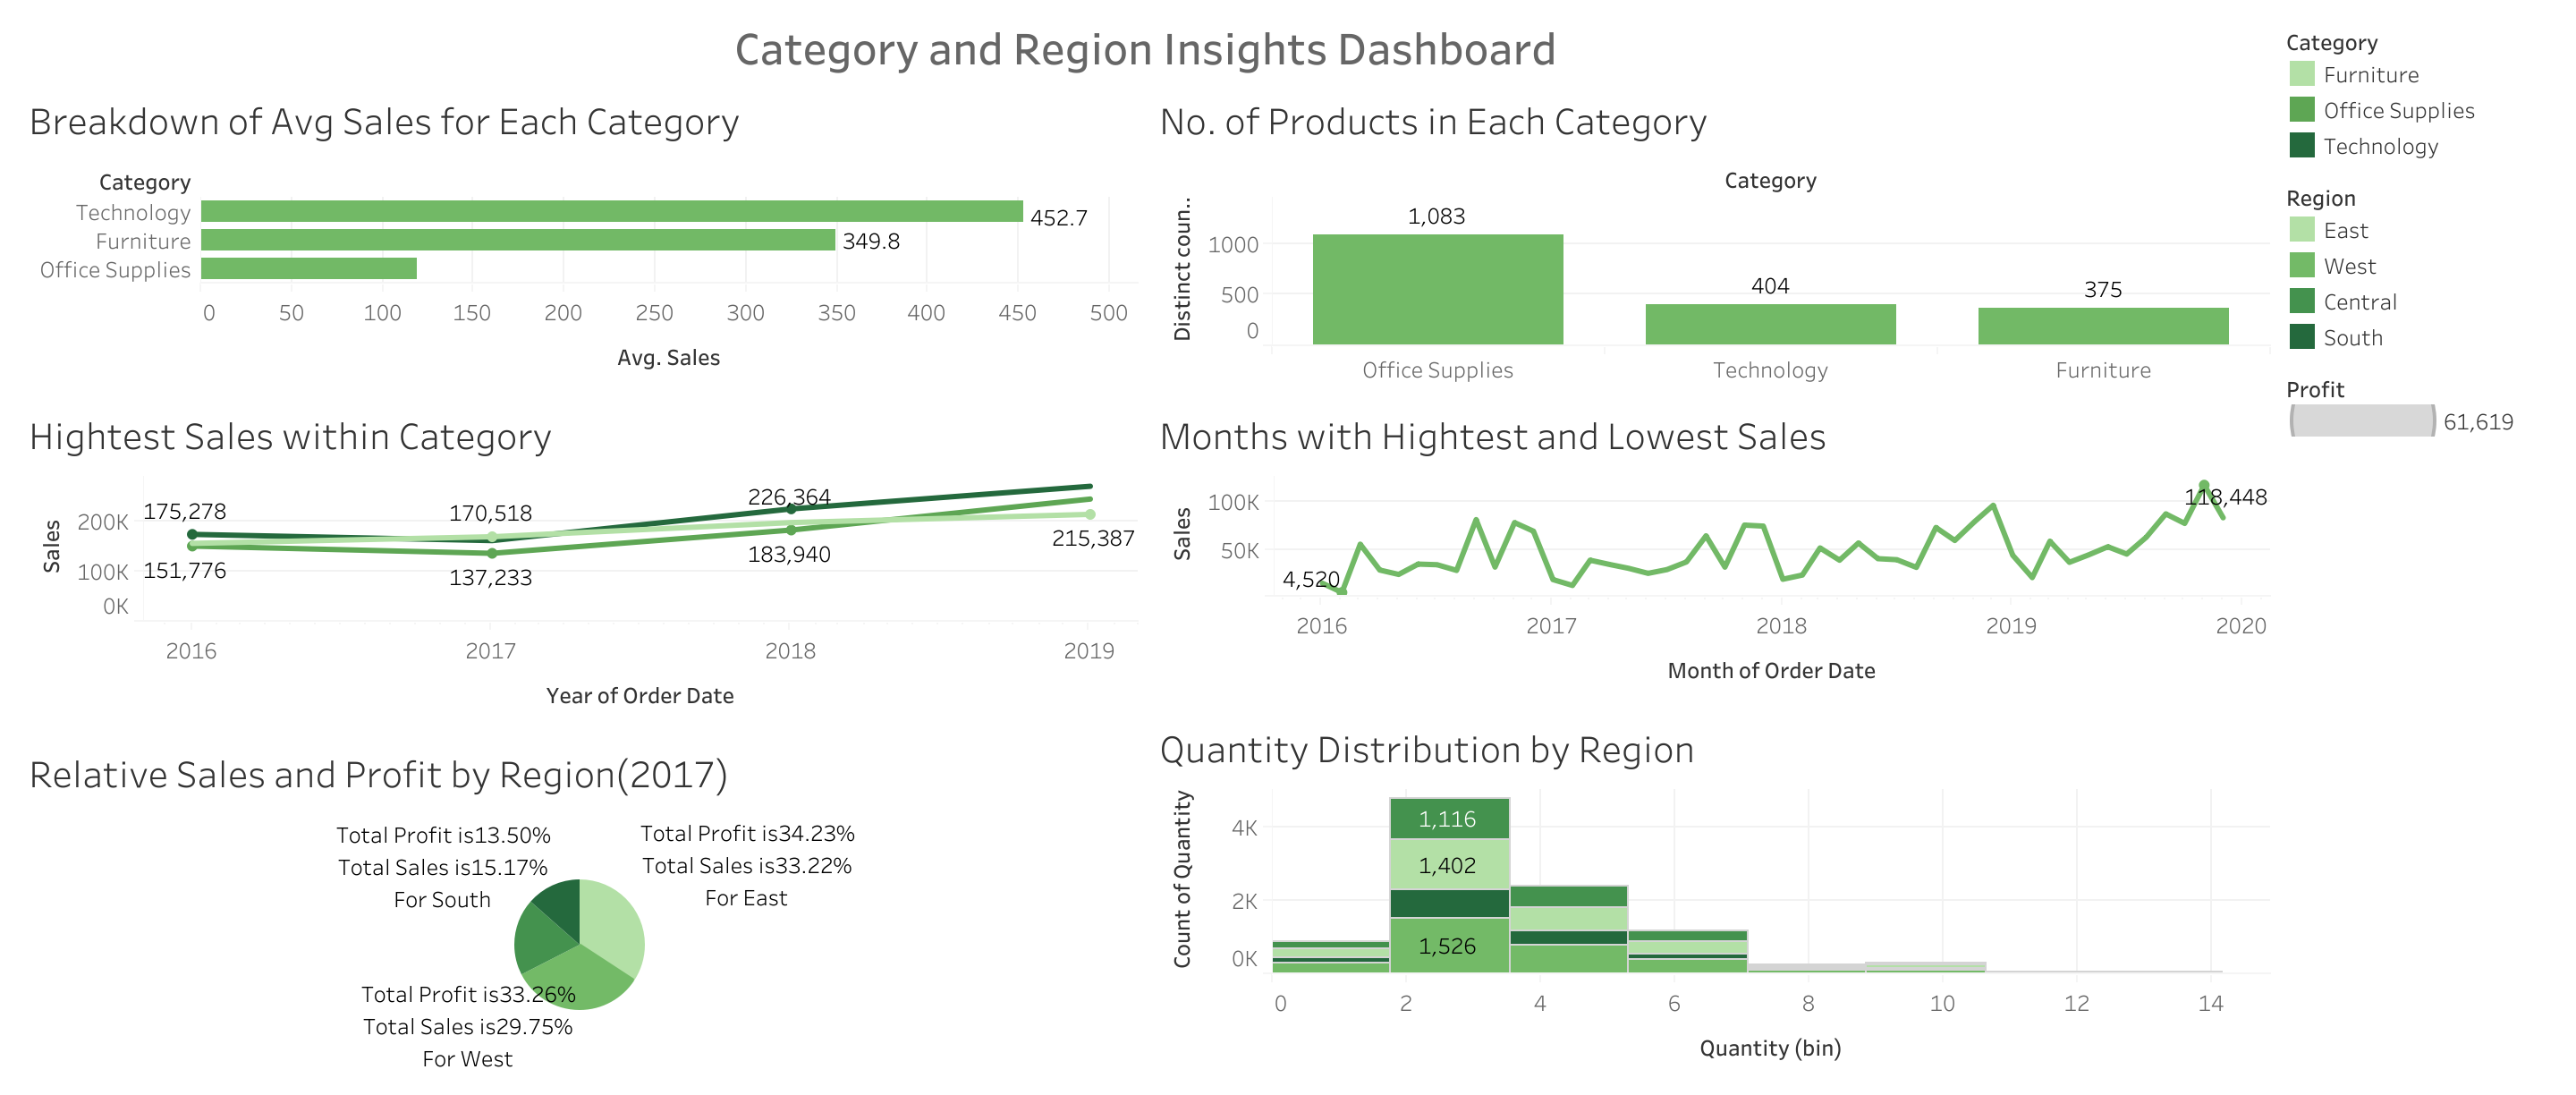 Category and Region Insights Dashboard
Breakdown of Avg Sales for Each Category
Category
Technology
452.7
Furniture
349.8
Office Supplies
0 50 100 150 200 250 300 350 400 450 500
Avg. Sales
No. of Products in Each Category
Category
Distinct coun..
1000
500
0
1,083
404
375
Office Supplies Technology Furniture
Hightest Sales within Category
Sales
200K
100K
0K
175,278
170,518
226,364
215,387
151,776
137,233
183,940
2016 2017 2018 2019
Year of Order Date
Months with Hightest and Lowest Sales
Sales
100K
50K
118,448
4,520
2016 2017 2018 2019 2020
Month of Order Date
Relative Sales and Profit by Region(2017)
Total Profit is13.50%
Total Sales is15.17%
For South
Total Profit is34.23%
Total Sales is33.22%
For East
Total Profit is33.26%
Total Sales is29.75%
For West
Quantity Distribution by Region
Count of Quantity
4K
2K
0K
1,116
1,402
1,526
0 2 4 6 8 10 12 14
Quantity (bin)
Category
Furniture
Office Supplies
Technology
Region
East
West
Central
South
Profit
61,619